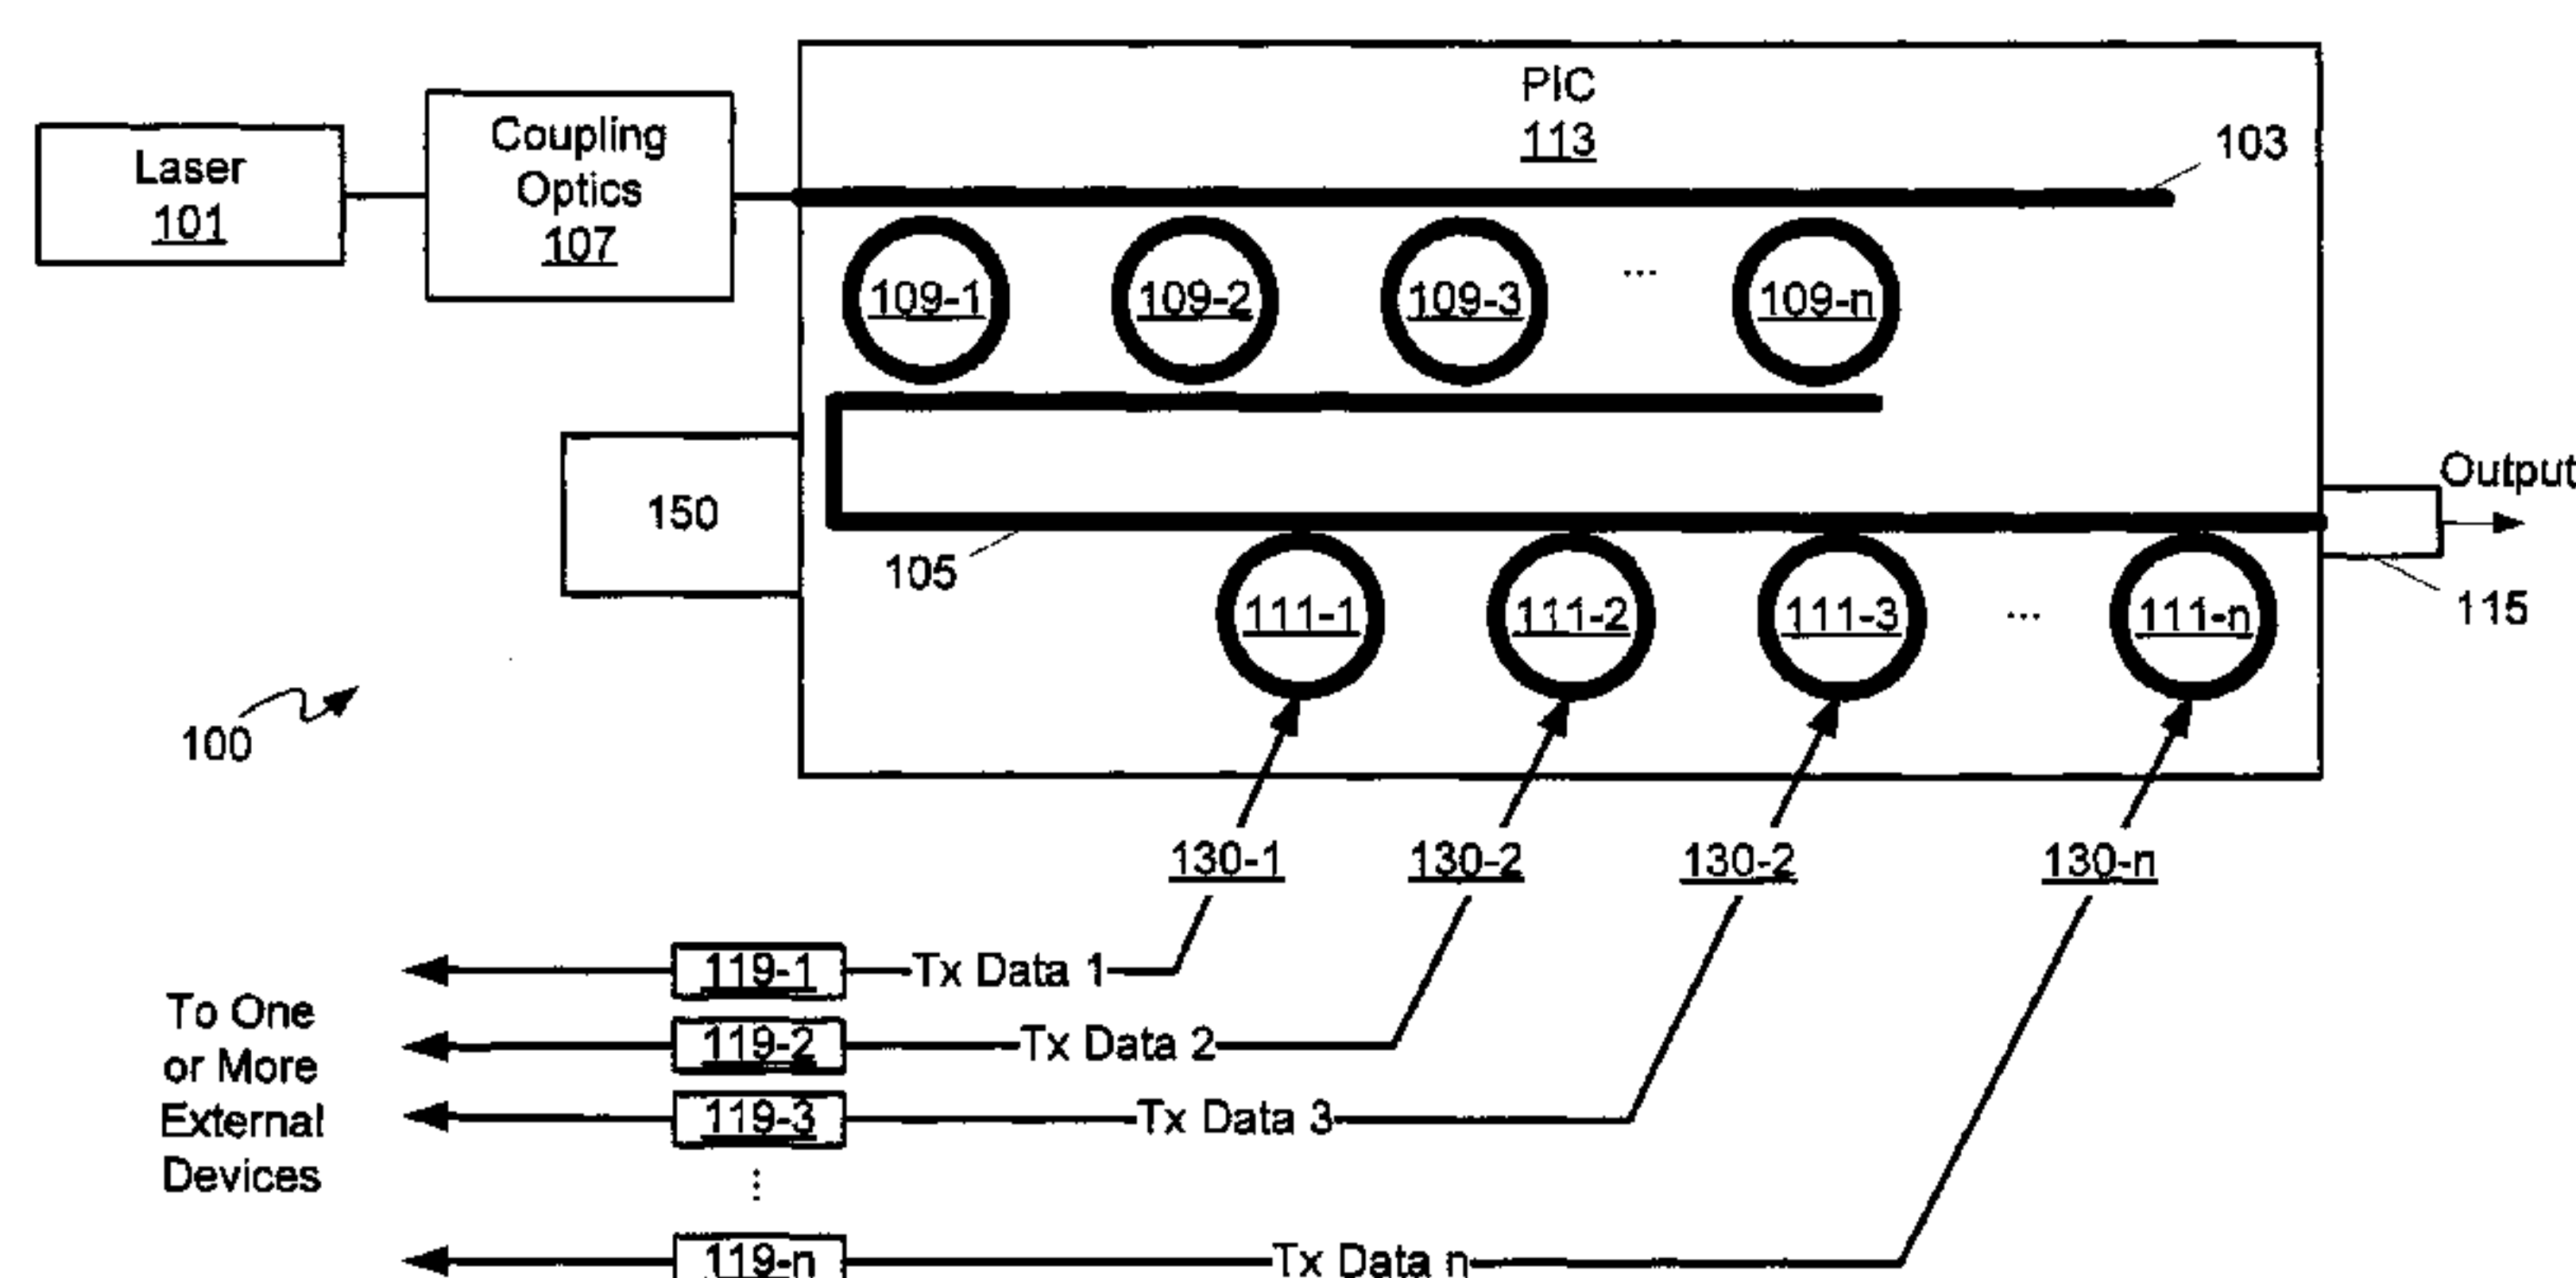 PIC
113
103
Laser
101
Coupling
Optics
107
109-1 109-2 109-3 ... 109-n
150
Output
105
115
111-1 111-2 111-3 ... 111-n
100
130-1 130-2 130-2 130-n
119-1 Tx Data 1
119-2 Tx Data 2
119-3 Tx Data 3
⋮
119-n Tx Data n
To One
or More
External
Devices